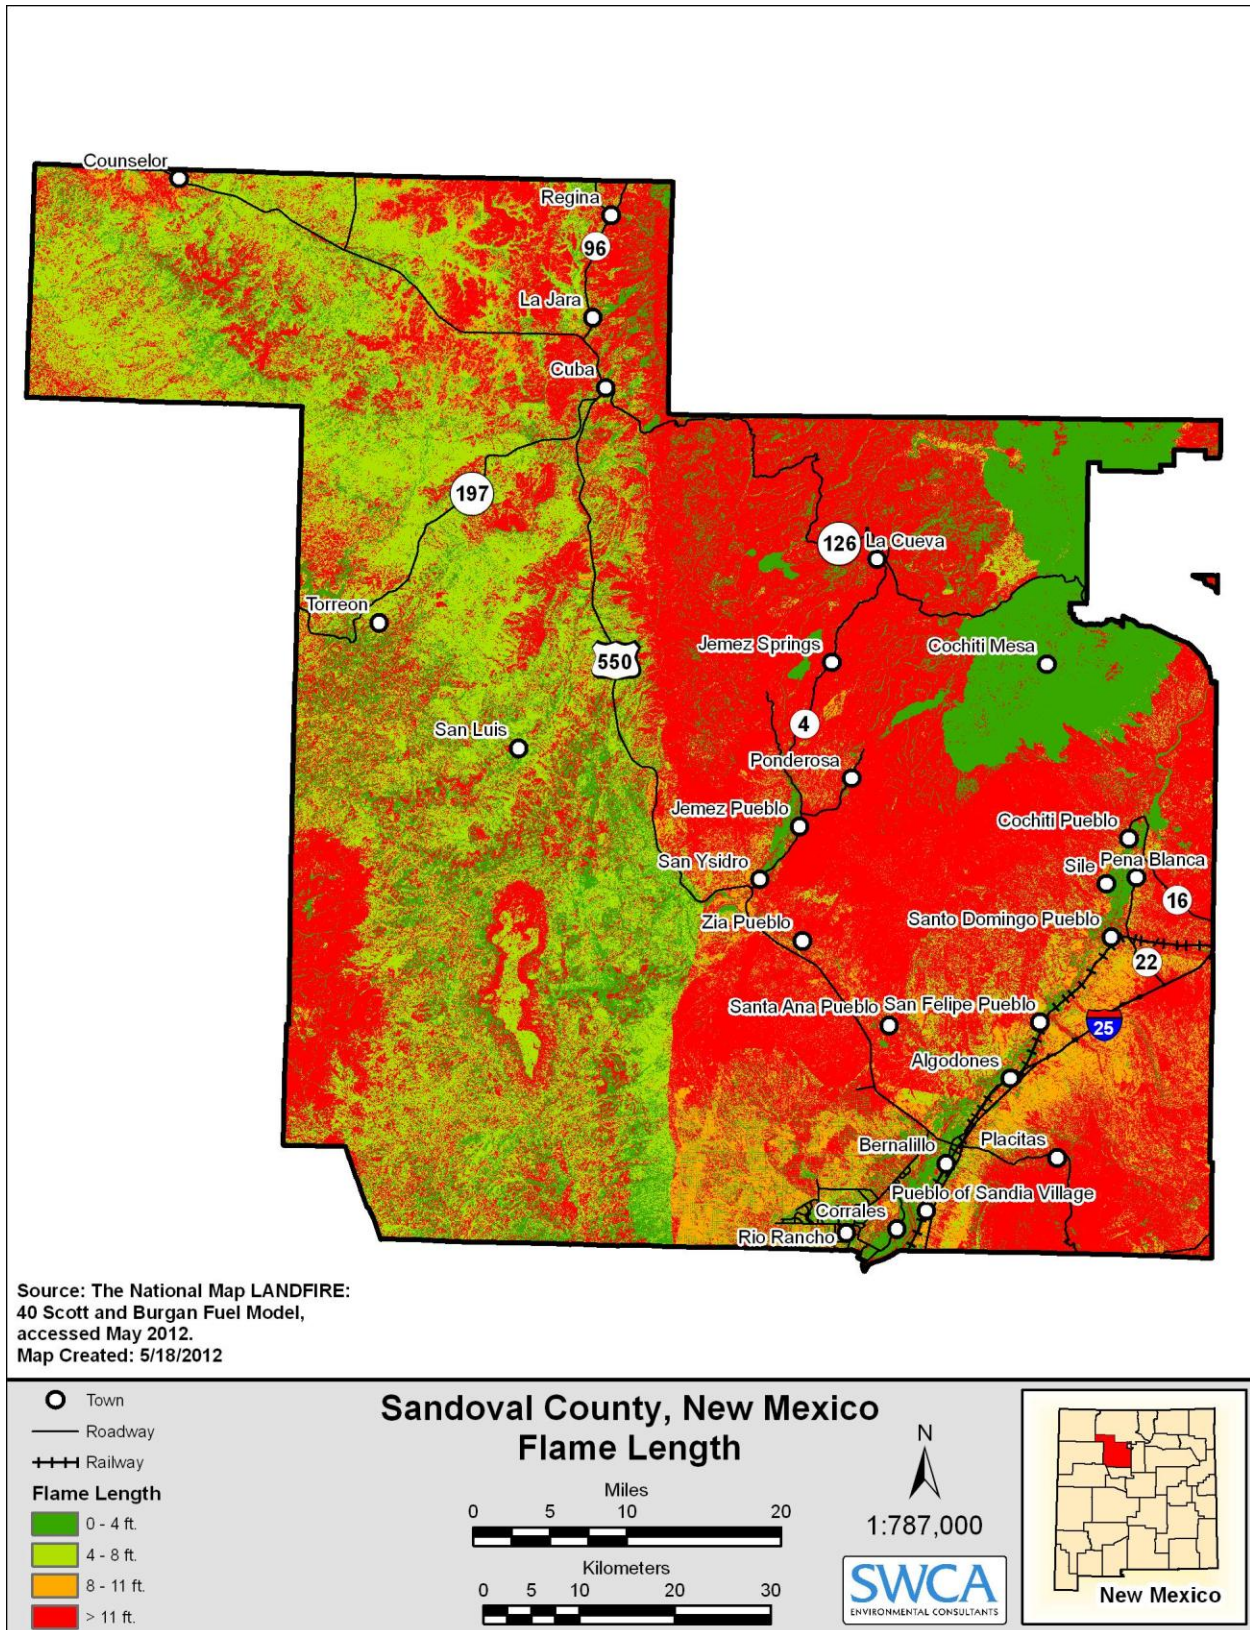 Counselor
Regina
96
La Jara
Cuba
197
126
La Cueva
Torreon
Jemez Springs
Cochiti Mesa
550
San Luis
4
Ponderosa
Jemez Pueblo
Cochiti Pueblo
San Ysidro
Sile
Pena Blanca
16
Zia Pueblo
Santo Domingo Pueblo
22
Santa Ana Pueblo
San Felipe Pueblo
25
Algodones
Bernalillo
Placitas
Pueblo of Sandia Village
Corrales
Rio Rancho
Source: The National Map LANDFIRE:
40 Scott and Burgan Fuel Model,
accessed May 2012.
Map Created: 5/18/2012
Town
Roadway
Railway
Flame Length
0 - 4 ft.
4 - 8 ft.
8 - 11 ft.
> 11 ft.
Sandoval County, New Mexico
Flame Length
Miles
0 5 10 20
Kilometers
0 5 10 20 30
N
1:787,000
SWCA
ENVIRONMENTAL CONSULTANTS
New Mexico